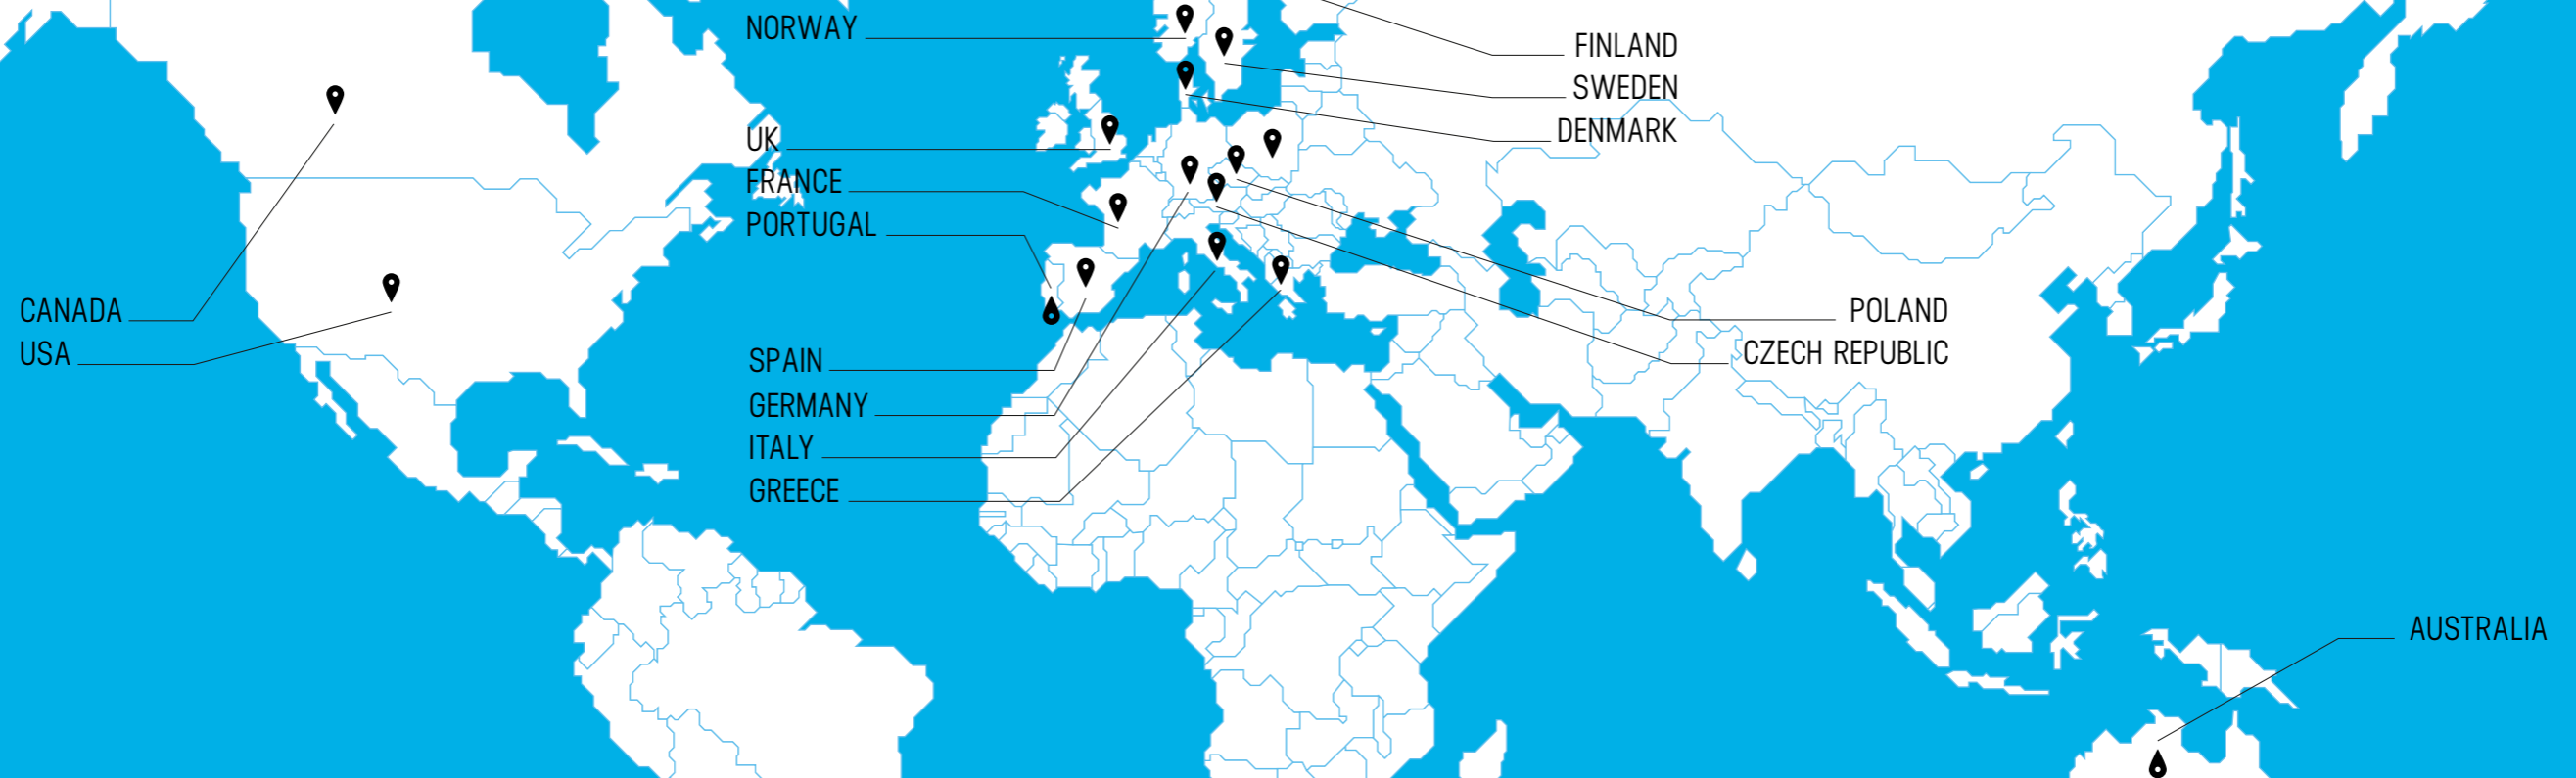 NORWAY
FINLAND
SWEDEN
DENMARK
UK
FRANCE
PORTUGAL
CANADA
USA
SPAIN
GERMANY
ITALY
GREECE
POLAND
CZECH REPUBLIC
AUSTRALIA